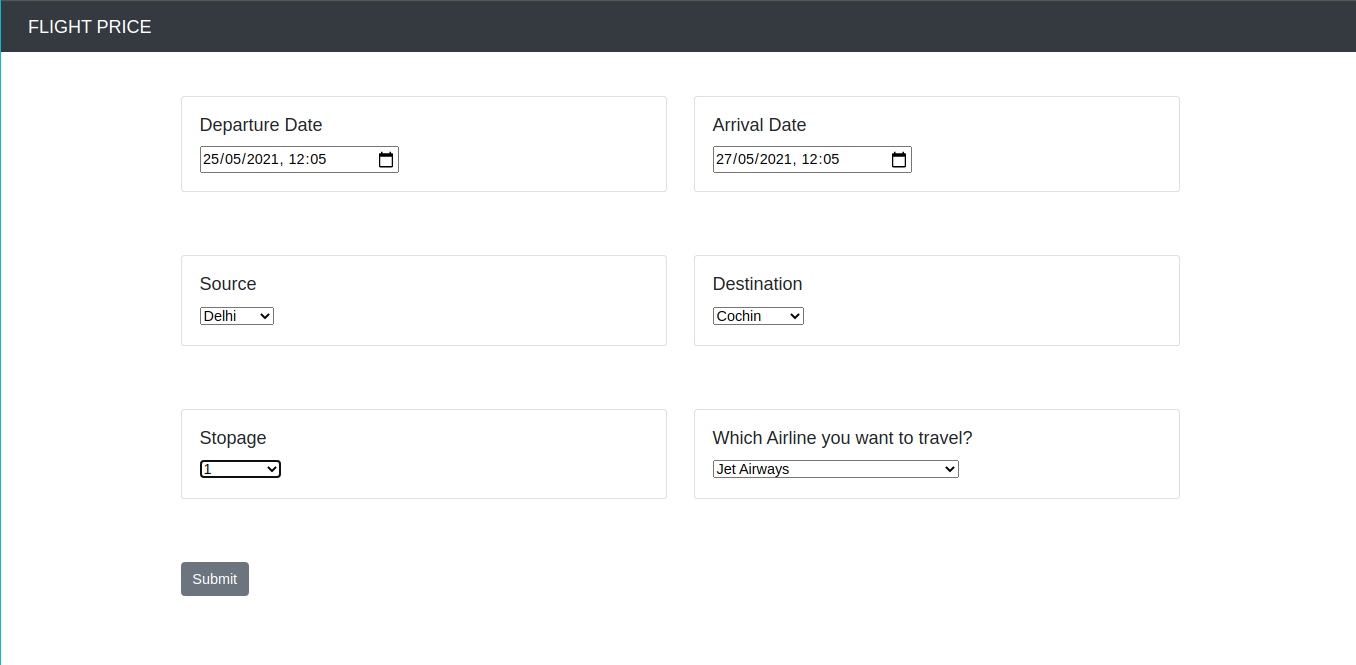 FLIGHT PRICE
Departure Date
25/05/2021, 12:05
Arrival Date
27/05/2021, 12:05
Source
Delhi
Destination
Cochin
Stopage
1
Which Airline you want to travel?
Jet Airways
Submit